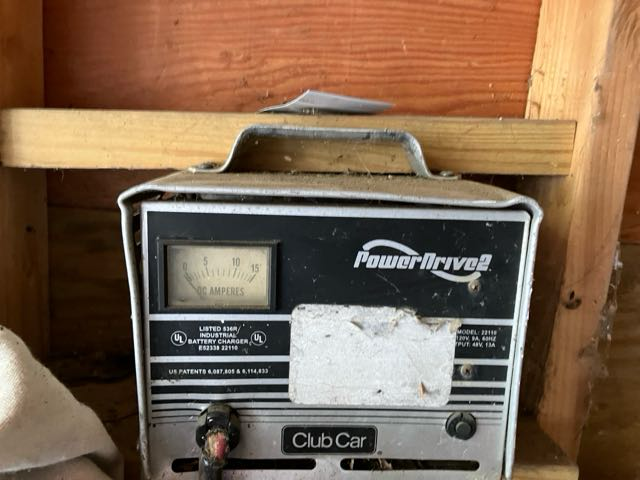 PowerDrive2
0 5 10 15
DC AMPERES
LISTED 536R
INDUSTRIAL
BATTERY CHARGER
E52338 22110
UL
UL
MODEL: 22110
120V, 9A, 60HZ
PUT: 48V, 13A
US PATENTS 6,087,805 & 6,114,833
Club Car